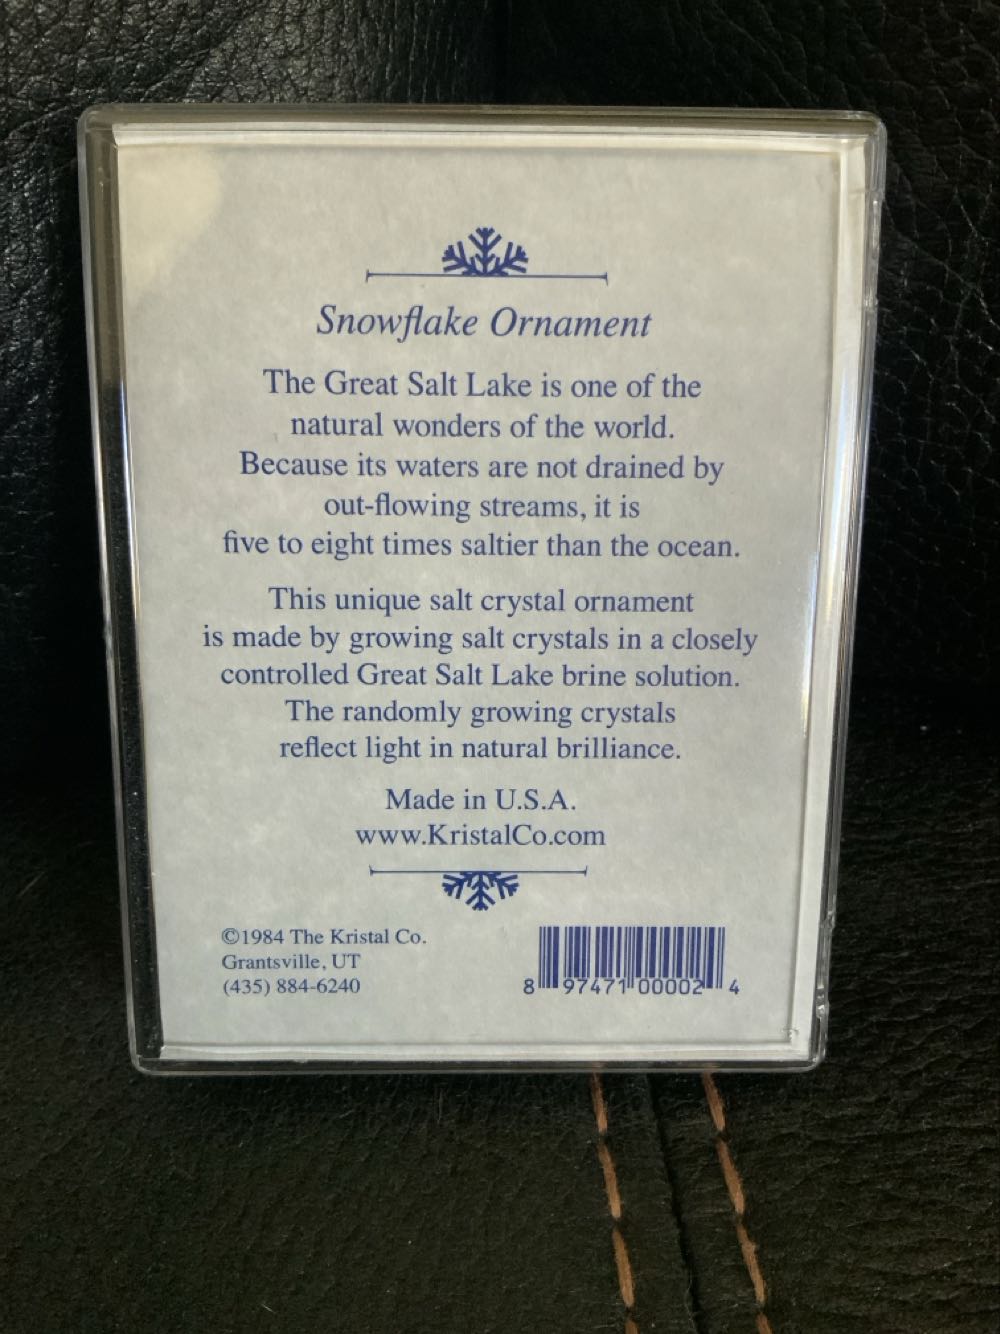 Snowflake Ornament
The Great Salt Lake is one of the
natural wonders of the world.
Because its waters are not drained by
out-flowing streams, it is
five to eight times saltier than the ocean.
This unique salt crystal ornament
is made by growing salt crystals in a closely
controlled Great Salt Lake brine solution.
The randomly growing crystals
reflect light in natural brilliance.
Made in U.S.A.
www.KristalCo.com
©1984 The Kristal Co.
Grantsville, UT
(435) 884-6240
8 97471 00002 4